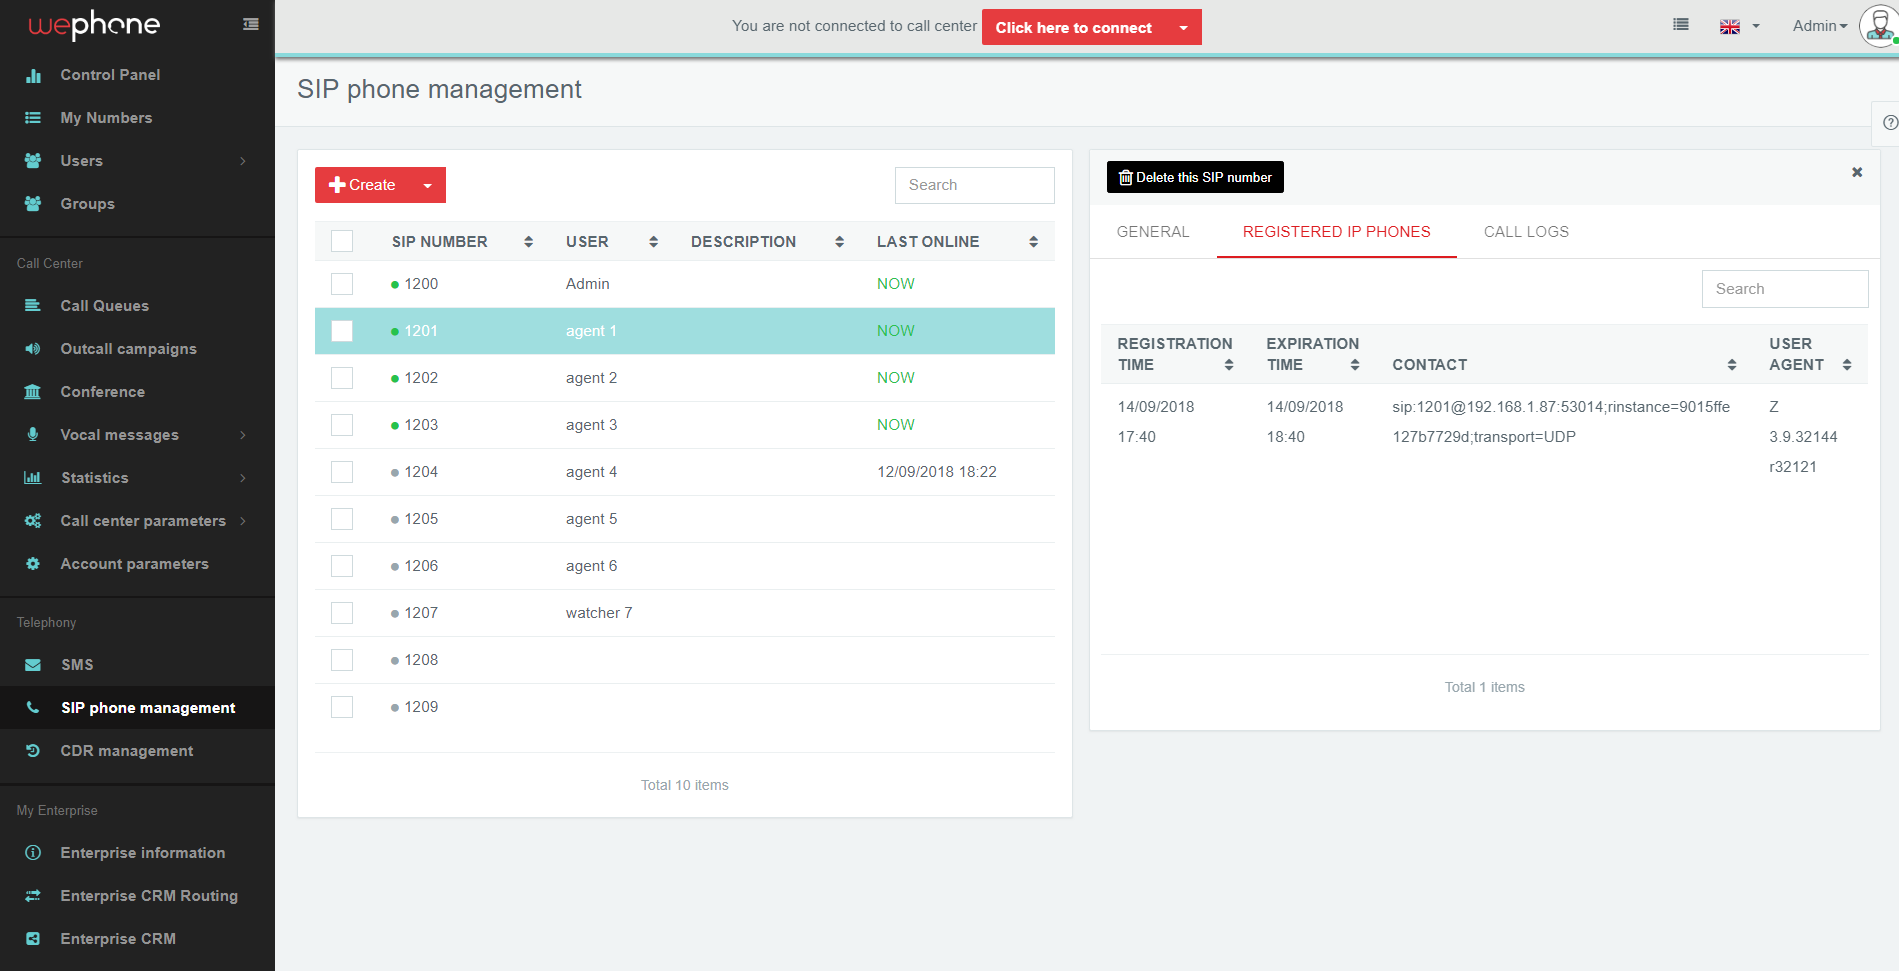 wephone
You are not connected to call center
Click here to connect
Admin
Control Panel
My Numbers
Users
Groups
Call Center
Call Queues
Outcall campaigns
Conference
Vocal messages
Statistics
Call center parameters
Account parameters
Telephony
SMS
SIP phone management
CDR management
My Enterprise
Enterprise information
Enterprise CRM Routing
Enterprise CRM
SIP phone management
Create
Search
SIP NUMBER USER DESCRIPTION LAST ONLINE
1200 Admin NOW
1201 agent 1 NOW
1202 agent 2 NOW
1203 agent 3 NOW
1204 agent 4 12/09/2018 18:22
1205 agent 5
1206 agent 6
1207 watcher 7
1208
1209
Total 10 items
Delete this SIP number
GENERAL REGISTERED IP PHONES CALL LOGS
Search
REGISTRATION EXPIRATION USER
TIME TIME CONTACT AGENT
14/09/2018 14/09/2018 sip:1201@192.168.1.87:53014;rinstance=9015ffe Z
17:40 18:40 127b7729d;transport=UDP 3.9.32144
r32121
Total 1 items